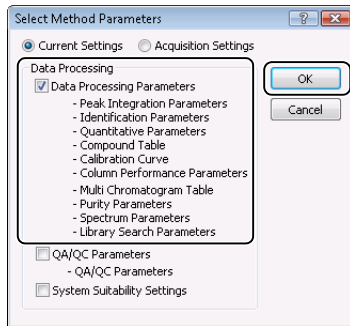 Select Method Parameters
Current Settings Acquisition Settings
Data Processing
Data Processing Parameters
- Peak Integration Parameters
- Identification Parameters
- Quantitative Parameters
- Compound Table
- Calibration Curve
- Column Performance Parameters
- Multi Chromatogram Table
- Purity Parameters
- Spectrum Parameters
- Library Search Parameters
QA/QC Parameters
- QA/QC Parameters
System Suitability Settings
OK
Cancel